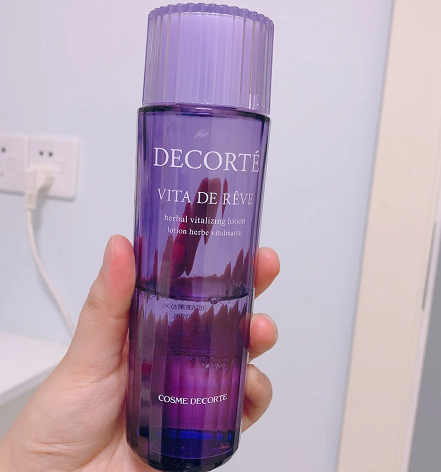 DECORTÉ
VITA DE RÊVE
herbal vitalizing lotion
lotion herbe vitalisante
COSME DECORTE